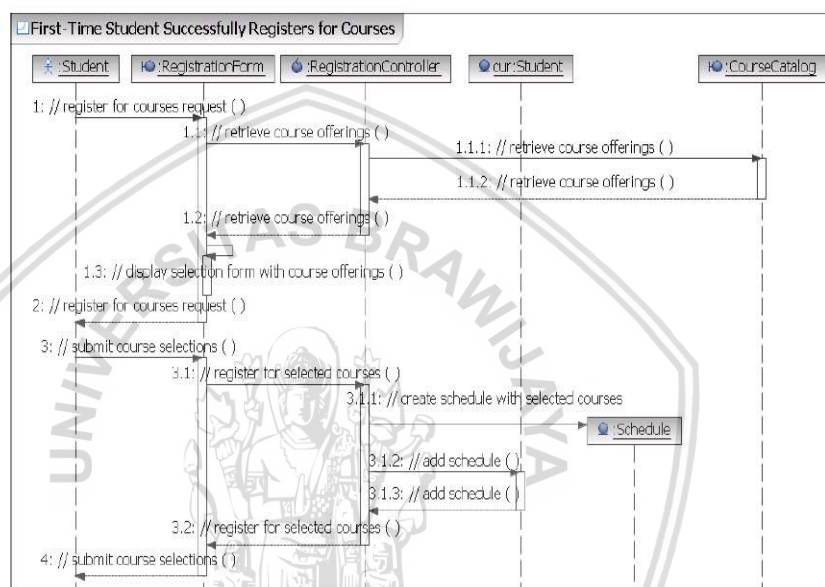 First-Time Student Successfully Registers for Courses
:Student
:RegistrationForm
:RegistrationController
cur:Student
:CourseCatalog
1: // register for courses request ( )
1.1: // retrieve course offerings ( )
1.1.1: // retrieve course offerings ( )
1.1.2: // retrieve course offerings ( )
1.2: // retrieve course offerings ( )
1.3: // display selection form with course offerings ( )
2: // register for courses request ( )
3: // submit course selections ( )
3.1: // register for selected courses ( )
3.1.1: // create schedule with selected courses
:Schedule
3.1.2: // add schedule ( )
3.1.3: // add schedule ( )
3.2: // register for selected courses ( )
4: // submit course selections ( )
UNIVERSITAS BRAWIJAYA